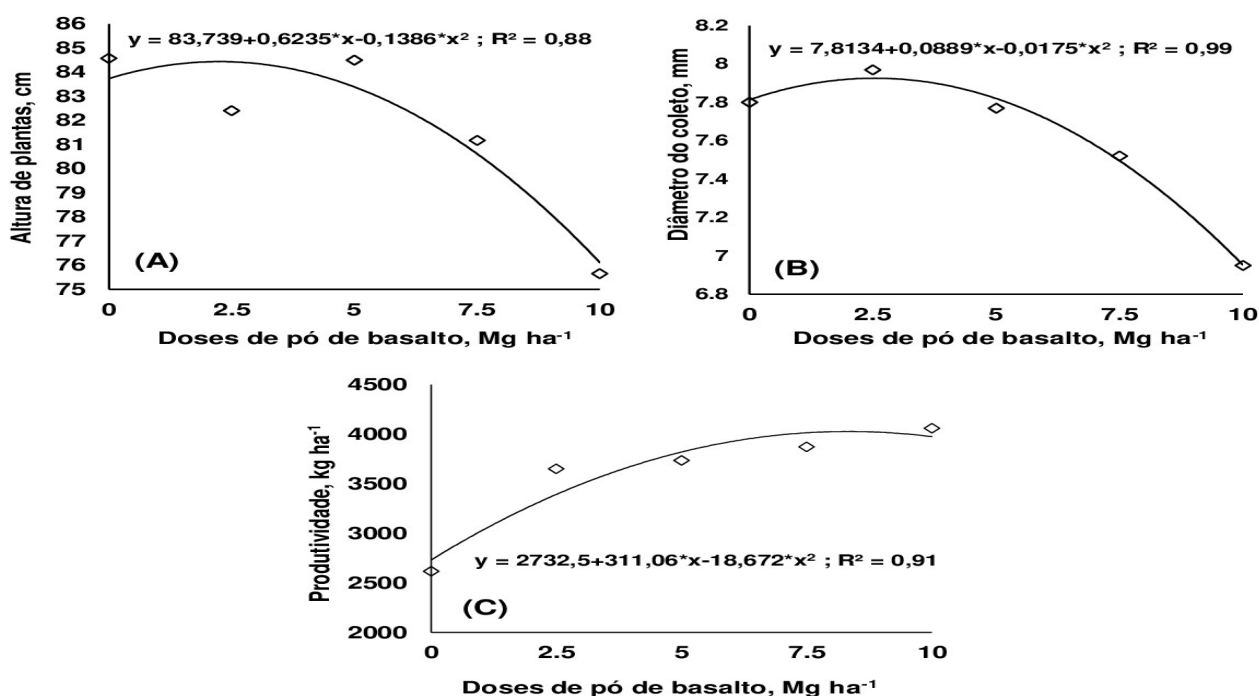 y = 83,739+0,6235*x-0,1386*x² ; R² = 0,88
Altura de plantas, cm
86
85
84
83
82
81
80
79
78
77
76
75
(A)
0 2.5 5 7.5 10
Doses de pó de basalto, Mg ha⁻¹
y = 7,8134+0,0889*x-0,0175*x² ; R² = 0,99
Diâmetro do coleto, mm
8.2
8
7.8
7.6
7.4
7.2
7
6.8
(B)
0 2.5 5 7.5 10
Doses de pó de basalto, Mg ha⁻¹
Produtividade, kg ha⁻¹
4500
4000
3500
3000
2500
2000
y = 2732,5+311,06*x-18,672*x² ; R² = 0,91
(C)
0 2.5 5 7.5 10
Doses de pó de basalto, Mg ha⁻¹